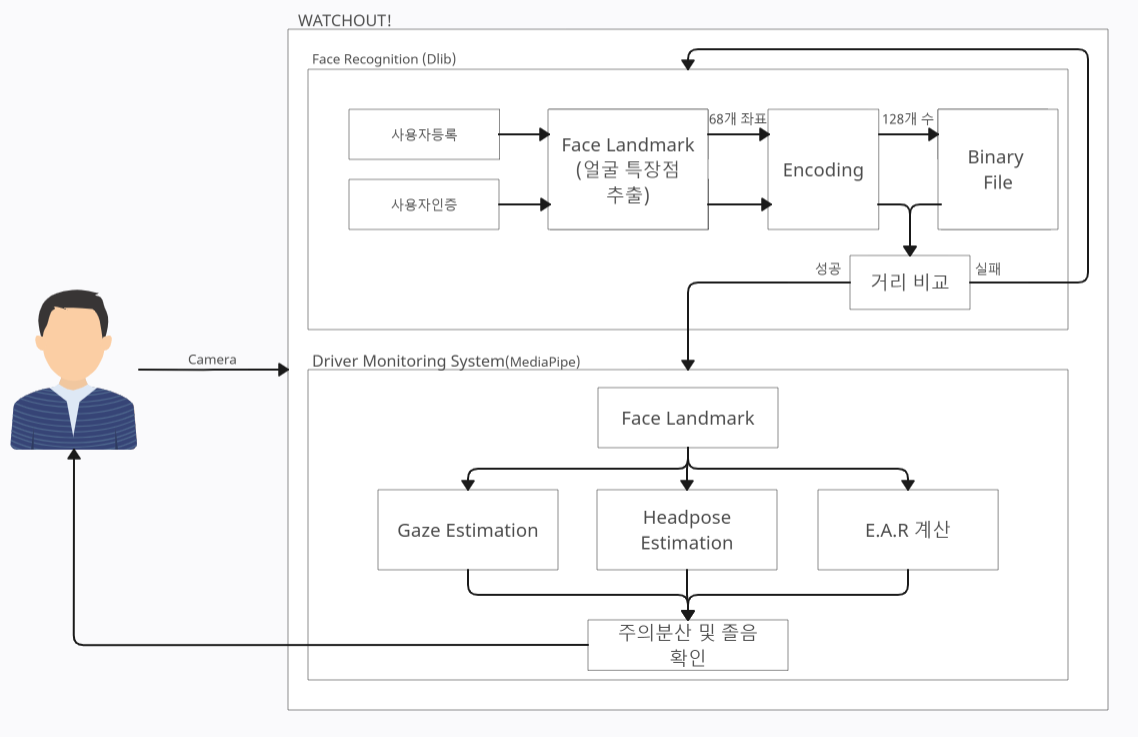 WATCHOUT!
Face Recognition (Dlib)
사용자등록
사용자인증
Face Landmark
(얼굴 특장점
추출)
68개 좌표
Encoding
128개 수
Binary
File
성공
거리 비교
실패
Camera
Driver Monitoring System(MediaPipe)
Face Landmark
Gaze Estimation
Headpose
Estimation
E.A.R 계산
주의분산 및 졸음
확인